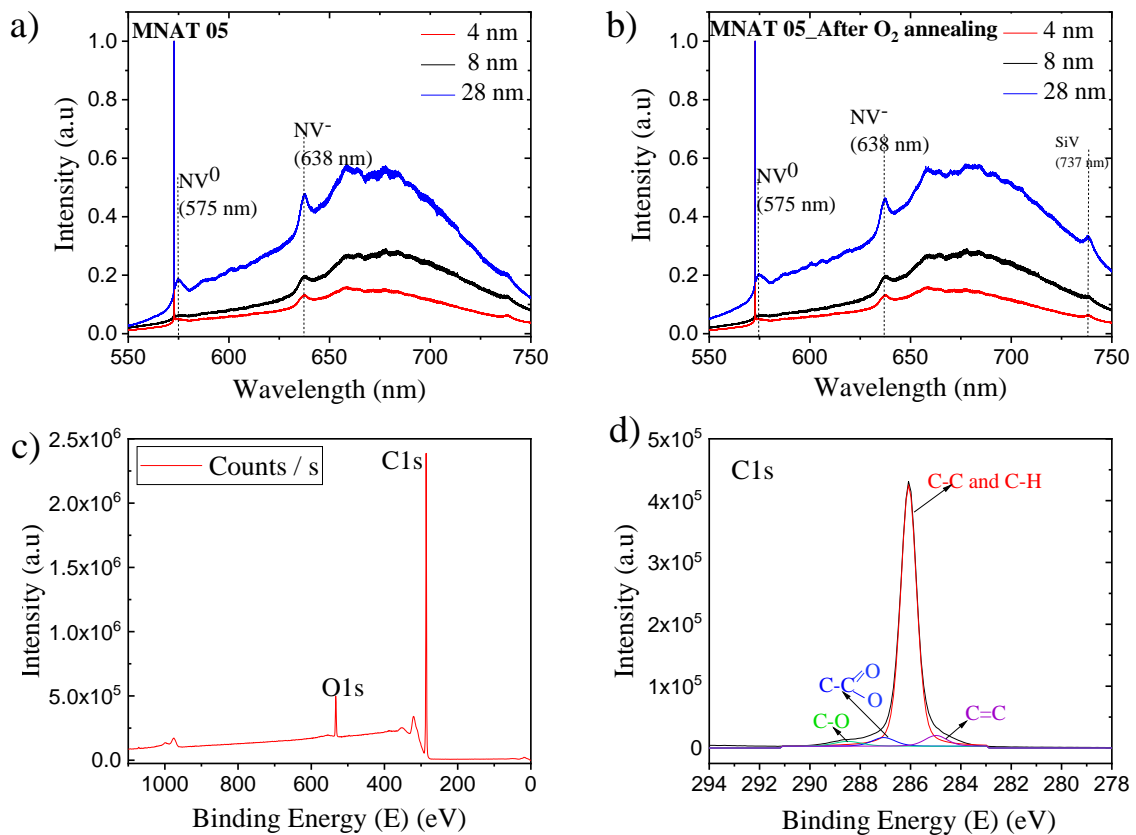 a)
MNAT 05
4 nm
8 nm
28 nm
NV⁰
(575 nm)
NV⁻
(638 nm)
1.0
0.8
0.6
0.4
0.2
0.0
550 600 650 700 750
Intensity (a.u)
Wavelength (nm)
b)
MNAT 05_After O₂ annealing
4 nm
8 nm
28 nm
NV⁰
(575 nm)
NV⁻
(638 nm)
SiV
(737 nm)
1.0
0.8
0.6
0.4
0.2
0.0
550 600 650 700 750
Intensity (a.u)
Wavelength (nm)
c)
Counts / s
C1s
O1s
2.5x10⁶
2.0x10⁶
1.5x10⁶
1.0x10⁶
5.0x10⁵
0.0
1000 800 600 400 200 0
Intensity (a.u)
Binding Energy (E) (eV)
d)
C1s
C-C and C-H
O
C-C
O
C-O
C=C
5x10⁵
4x10⁵
3x10⁵
2x10⁵
1x10⁵
0
294 292 290 288 286 284 282 280 278
Intensity (a.u)
Binding Energy (E) (eV)